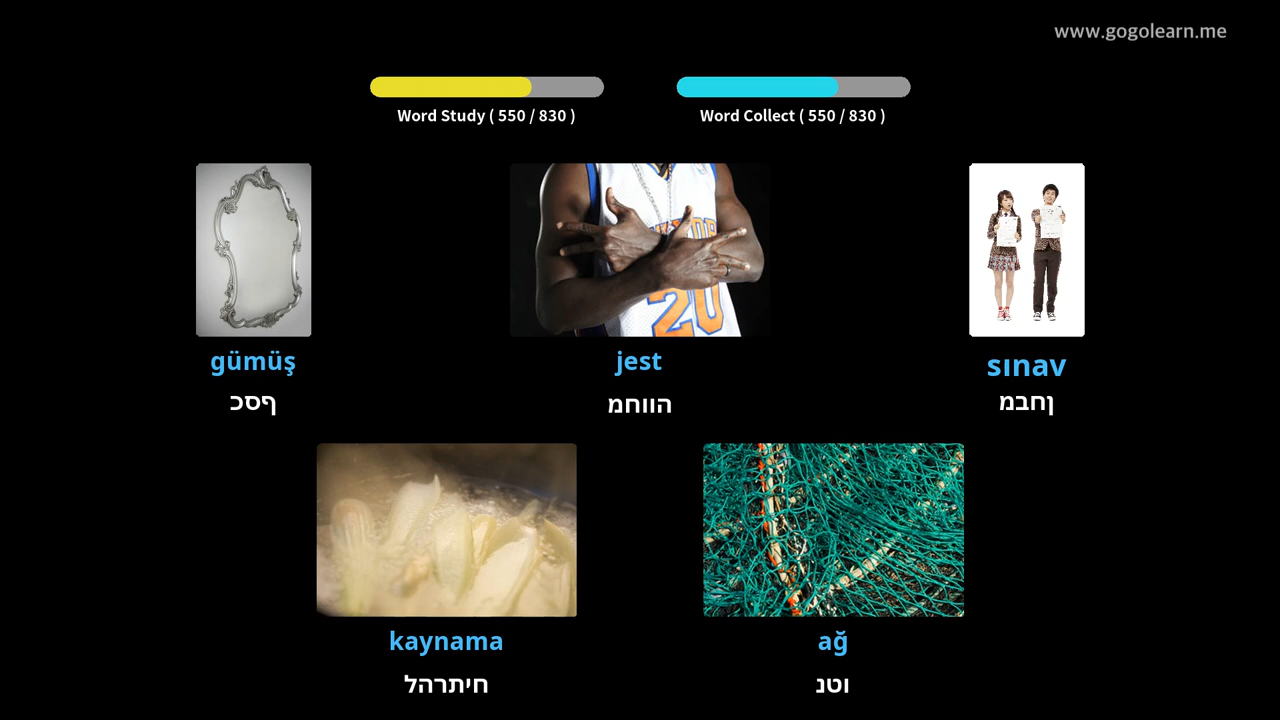 www.gogolearn.me
Word Study ( 550 / 830 )
Word Collect ( 550 / 830 )
gümüş
ףסכ
jest
הווחמ
sınav
ןחבמ
kaynama
חיתרהל
ağ
וטנ